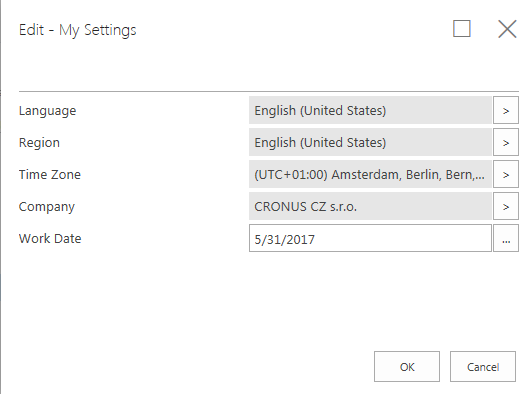 Edit - My Settings
Language English (United States) >
Region English (United States) >
Time Zone (UTC+01:00) Amsterdam, Berlin, Bern,... >
Company CRONUS CZ s.r.o. >
Work Date 5/31/2017 ...
OK Cancel